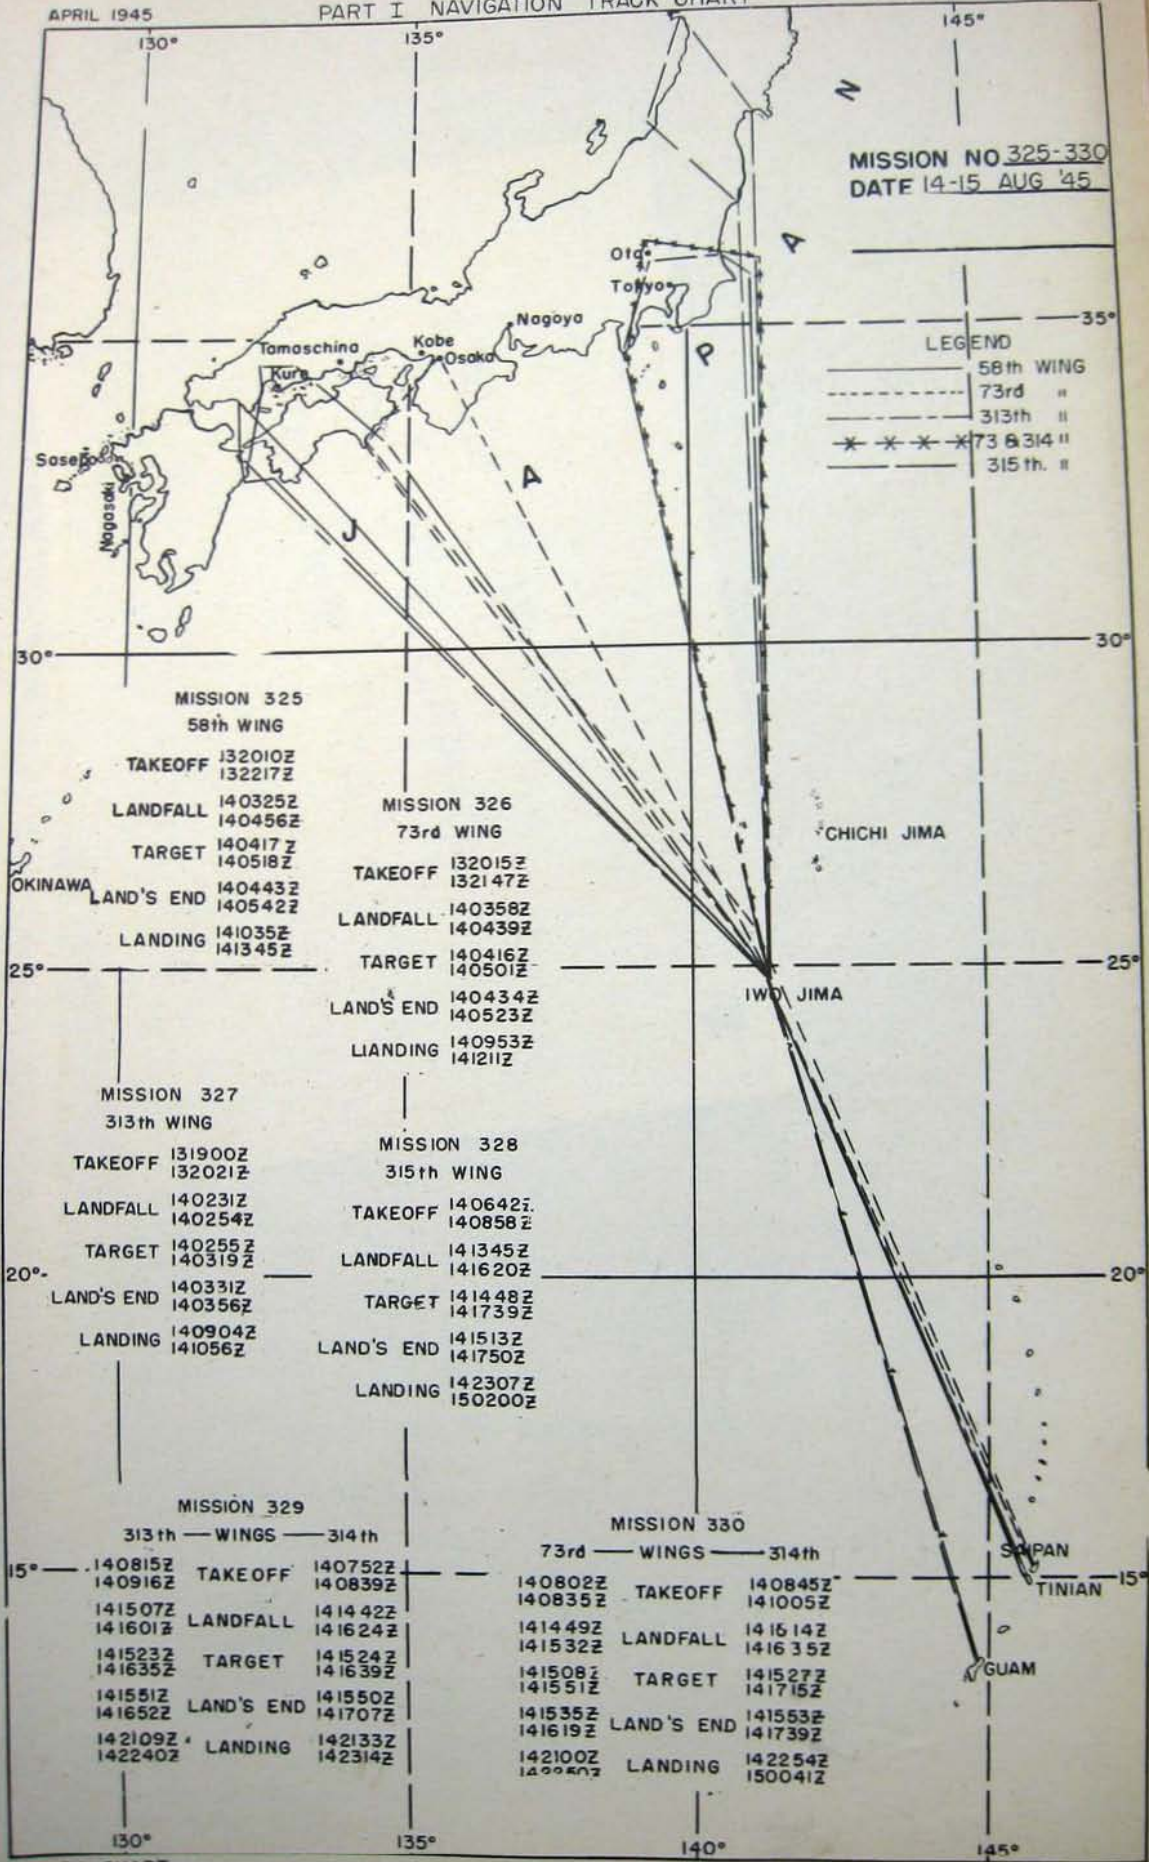 APRIL 1945
PART I NAVIGATION TRACK CHART
130°
135°
145°
N
MISSION NO 325-330
DATE 14-15 AUG '45
A
Ota
Tokyo
Nagoya
Kobe
Osaka
Tamaschina
Kure
P
35°
LEGEND
58th WING
73rd "
313th "
73 & 314 "
315th. "
Sasebo
Nagasaki
A
J
30°
30°
MISSION 325
58th WING
TAKEOFF 132010Z
132217Z
LANDFALL 140325Z
140456Z
TARGET 140417Z
140518Z
LAND'S END 140443Z
140542Z
LANDING 141035Z
141345Z
OKINAWA
MISSION 326
73rd WING
TAKEOFF 132015Z
132147Z
LANDFALL 140358Z
140439Z
TARGET 140416Z
140501Z
LAND'S END 140434Z
140523Z
LIANDING 140953Z
141211Z
CHICHI JIMA
25°
25°
IWO JIMA
MISSION 327
313th WING
TAKEOFF 131900Z
132021Z
LANDFALL 140231Z
140254Z
TARGET 140255Z
140319Z
LAND'S END 140331Z
140356Z
LANDING 140904Z
141056Z
MISSION 328
315th WING
TAKEOFF 140642Z
140858Z
LANDFALL 141345Z
141620Z
TARGET 141448Z
141739Z
LAND'S END 141513Z
141750Z
LANDING 142307Z
150200Z
20°
20°
MISSION 329
313th — WINGS — 314th
140815Z TAKEOFF 140752Z
140916Z 140839Z
141507Z LANDFALL 141442Z
141601Z 141624Z
141523Z TARGET 141524Z
141635Z 141639Z
141551Z LAND'S END 141550Z
141652Z 141707Z
142109Z LANDING 142133Z
142240Z 142314Z
MISSION 330
73rd — WINGS — 314th
140802Z TAKEOFF 140845Z
140835Z 141005Z
141449Z LANDFALL 141614Z
141532Z 141635Z
141508Z TARGET 141527Z
141551Z 141715Z
141535Z LAND'S END 141553Z
141619Z 141739Z
142100Z LANDING 142254Z
150041Z
SAIPAN
TINIAN
15°
15°
GUAM
130°
135°
140°
145°